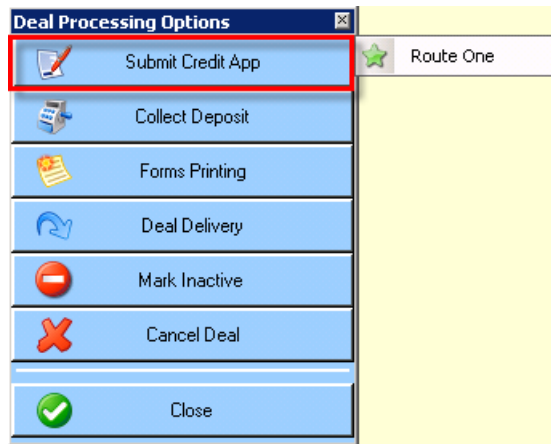 Deal Processing Options
Submit Credit App
Route One
Collect Deposit
Forms Printing
Deal Delivery
Mark Inactive
Cancel Deal
Close